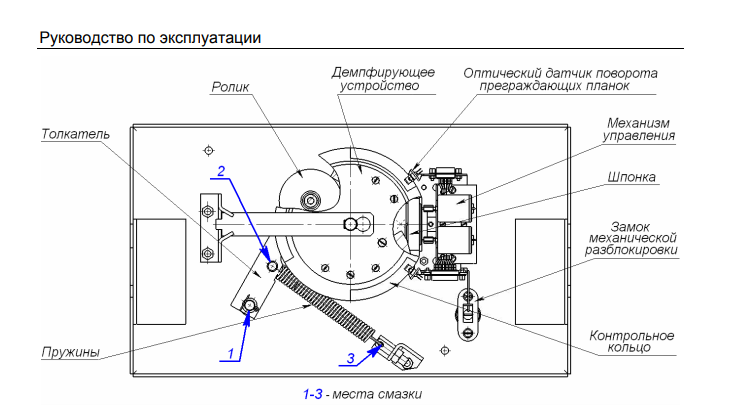 Руководство по эксплуатации
Демпфирующее
устройство
Оптический датчик поворота
преграждающих планок
Ролик
Механизм
управления
Толкатель
2
Шпонка
Замок
механической
разблокировки
Контрольное
кольцо
Пружины
1
3
1-3 - места смазки